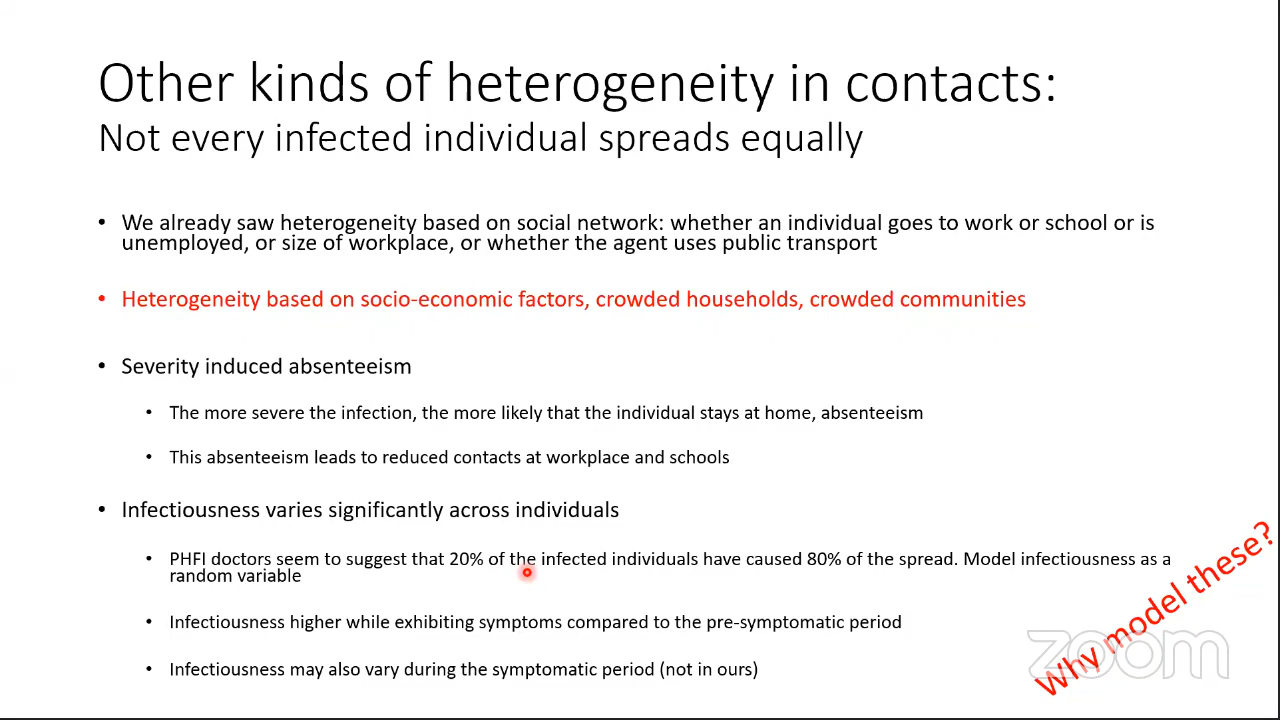 Other kinds of heterogeneity in contacts:
Not every infected individual spreads equally
• We already saw heterogeneity based on social network: whether an individual goes to work or school or is
unemployed, or size of workplace, or whether the agent uses public transport
• Heterogeneity based on socio-economic factors, crowded households, crowded communities
• Severity induced absenteeism
• The more severe the infection, the more likely that the individual stays at home, absenteeism
• This absenteeism leads to reduced contacts at workplace and schools
• Infectiousness varies significantly across individuals
• PHFI doctors seem to suggest that 20% of the infected individuals have caused 80% of the spread. Model infectiousness as a
random variable
• Infectiousness higher while exhibiting symptoms compared to the pre-symptomatic period
• Infectiousness may also vary during the symptomatic period (not in ours)
Why model these?
zoom